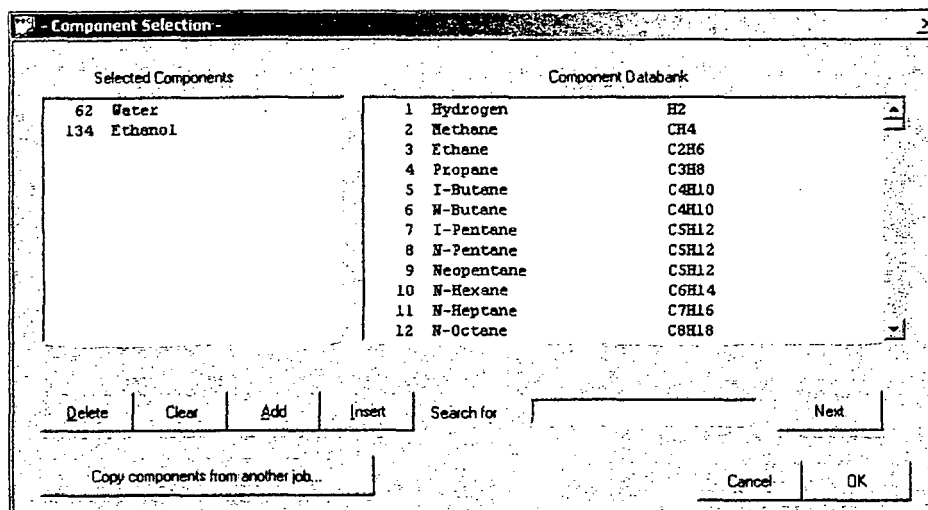 - Component Selection -
Selected Components
62 Water
134 Ethanol
Component Databank
1 Hydrogen H2
2 Methane CH4
3 Ethane C2H6
4 Propane C3H8
5 I-Butane C4H10
6 N-Butane C4H10
7 I-Pentane C5H12
8 N-Pentane C5H12
9 Neopentane C5H12
10 N-Hexane C6H14
11 N-Heptane C7H16
12 N-Octane C8H18
Delete Clear Add Insert Search for Next
Copy components from another job...
Cancel OK